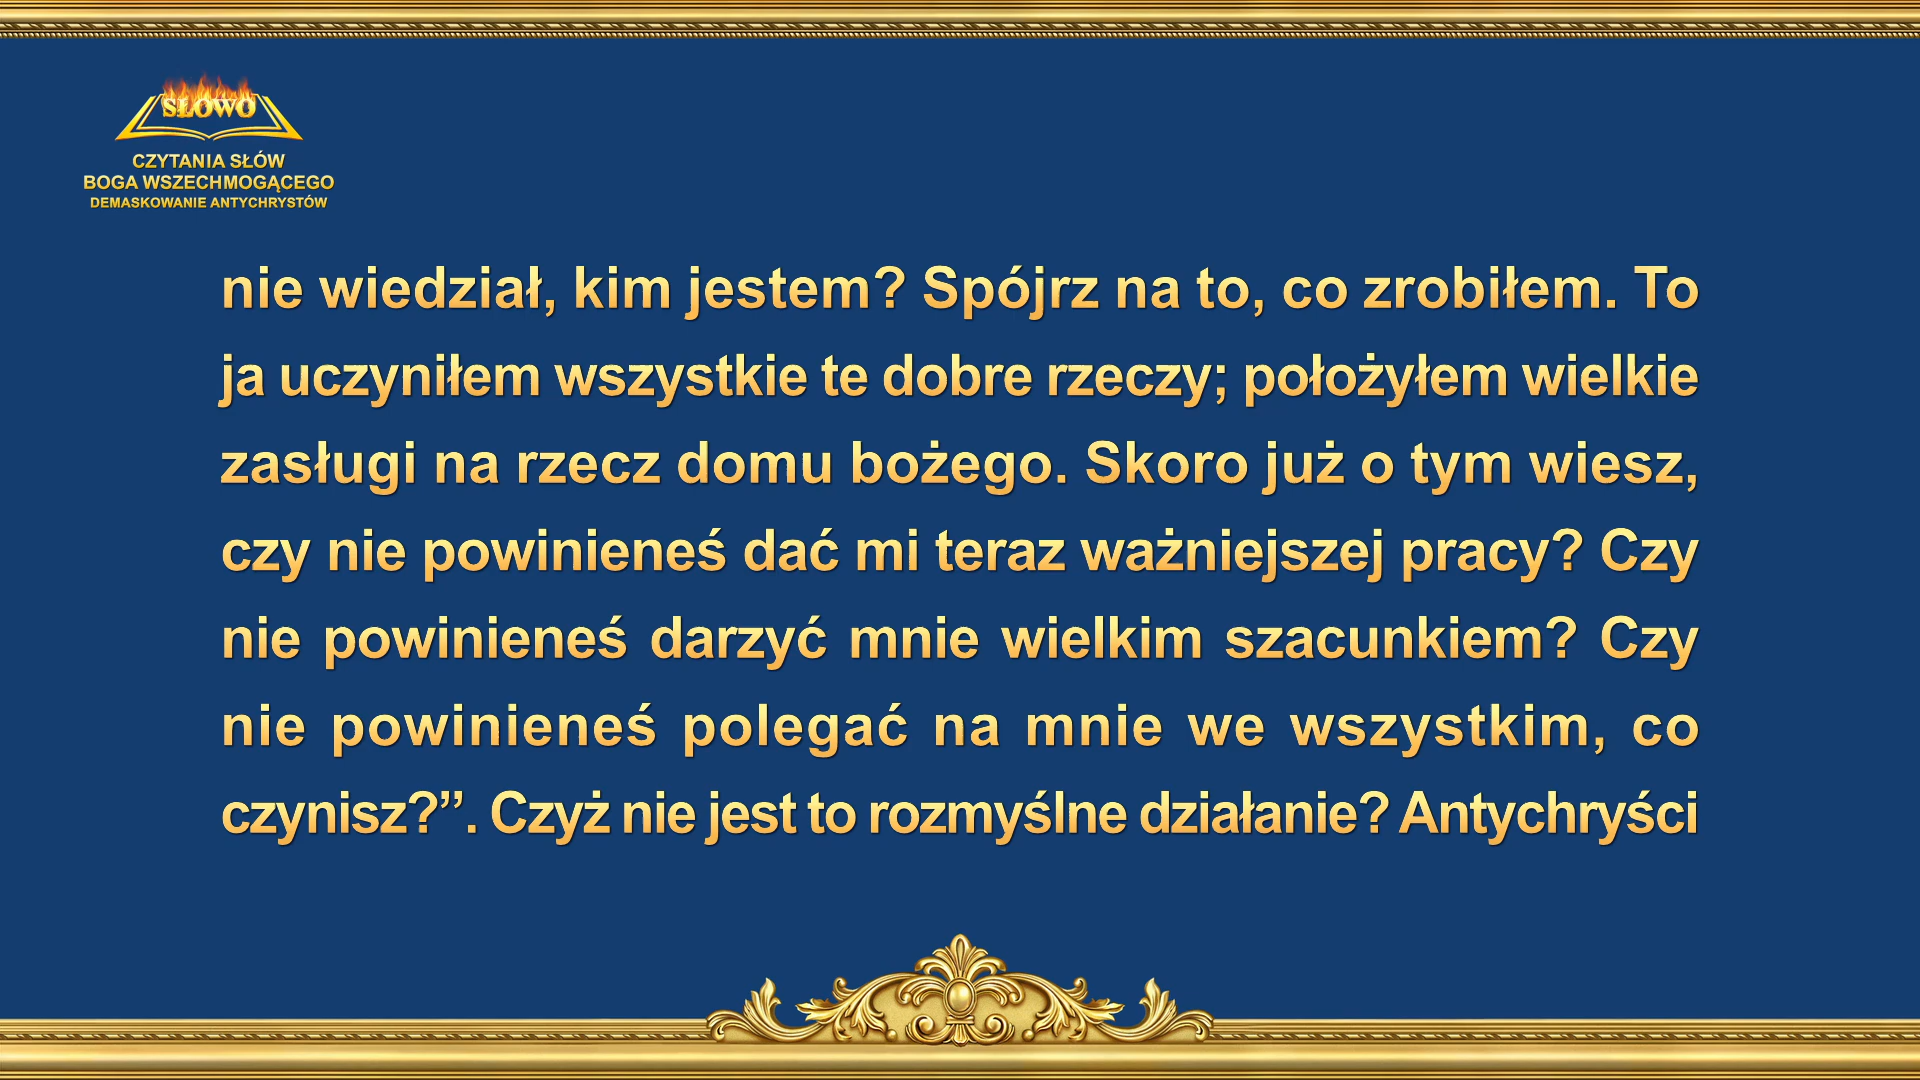 SŁOWO
CZYTANIA SŁÓW
BOGA WSZECHMOGĄCEGO
DEMASKOWANIE ANTYCHRYSTÓW
nie wiedział, kim jestem? Spójrz na to, co zrobiłem. To
ja uczyniłem wszystkie te dobre rzeczy; położyłem wielkie
zasługi na rzecz domu bożego. Skoro już o tym wiesz,
czy nie powinieneś dać mi teraz ważniejszej pracy? Czy
nie powinieneś darzyć mnie wielkim szacunkiem? Czy
nie powinieneś polegać na mnie we wszystkim, co
czynisz?”. Czyż nie jest to rozmyślne działanie? Antychryści